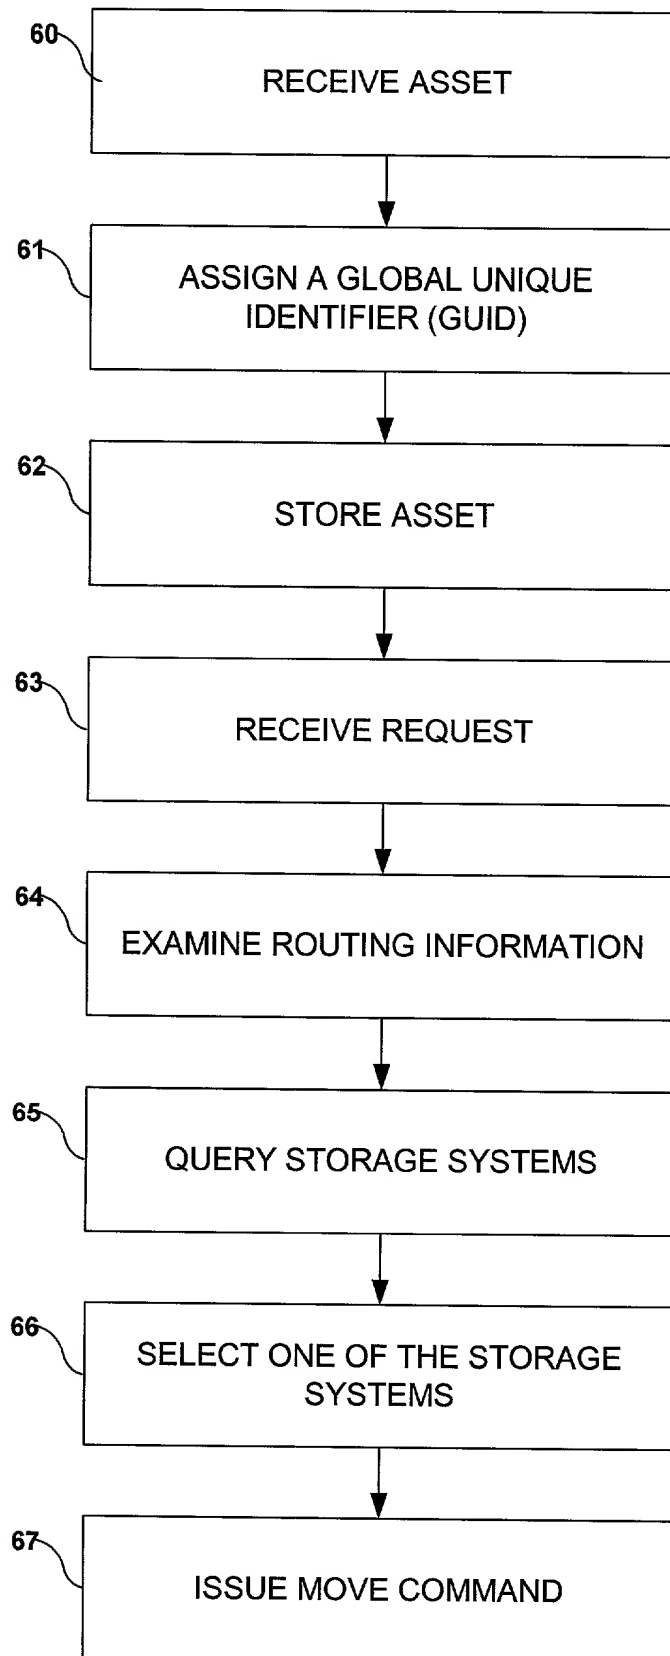 60
RECEIVE ASSET
61
ASSIGN A GLOBAL UNIQUE
IDENTIFIER (GUID)
62
STORE ASSET
63
RECEIVE REQUEST
64
EXAMINE ROUTING INFORMATION
65
QUERY STORAGE SYSTEMS
66
SELECT ONE OF THE STORAGE
SYSTEMS
67
ISSUE MOVE COMMAND